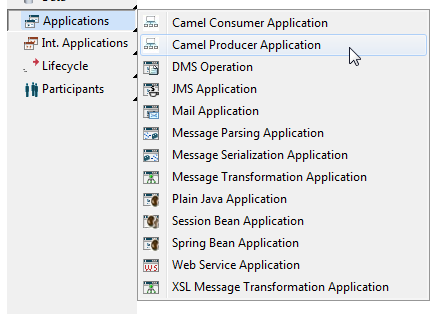 Applications
Int. Applications
Lifecycle
Participants
Camel Consumer Application
Camel Producer Application
DMS Operation
JMS Application
Mail Application
Message Parsing Application
Message Serialization Application
Message Transformation Application
Plain Java Application
Session Bean Application
Spring Bean Application
Web Service Application
XSL Message Transformation Application